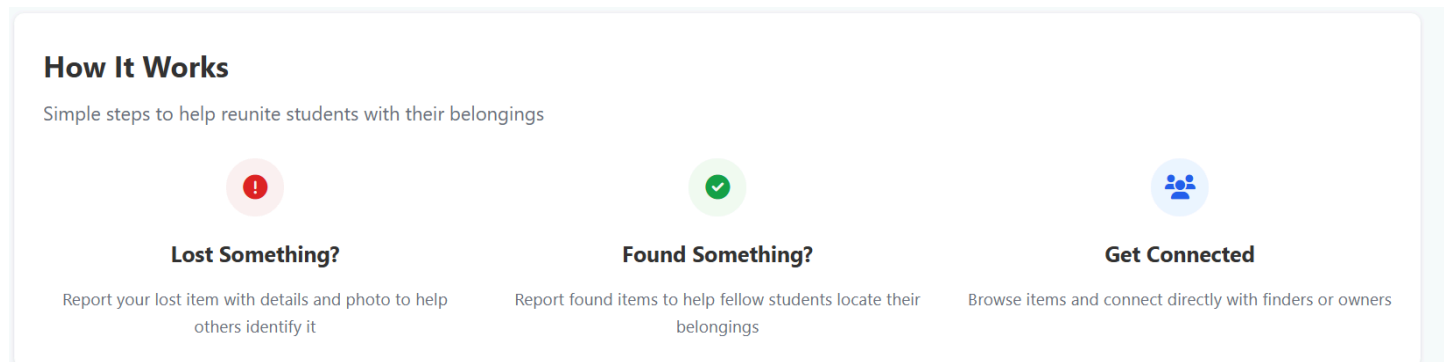 How It Works
Simple steps to help reunite students with their belongings
Lost Something?
Report your lost item with details and photo to help
others identify it
Found Something?
Report found items to help fellow students locate their
belongings
Get Connected
Browse items and connect directly with finders or owners